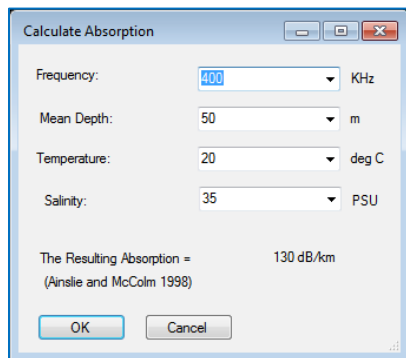 Calculate Absorption
Frequency: 400 KHz
Mean Depth: 50 m
Temperature: 20 deg C
Salinity: 35 PSU
The Resulting Absorption = 130 dB/km
(Ainslie and McColm 1998)
OK Cancel